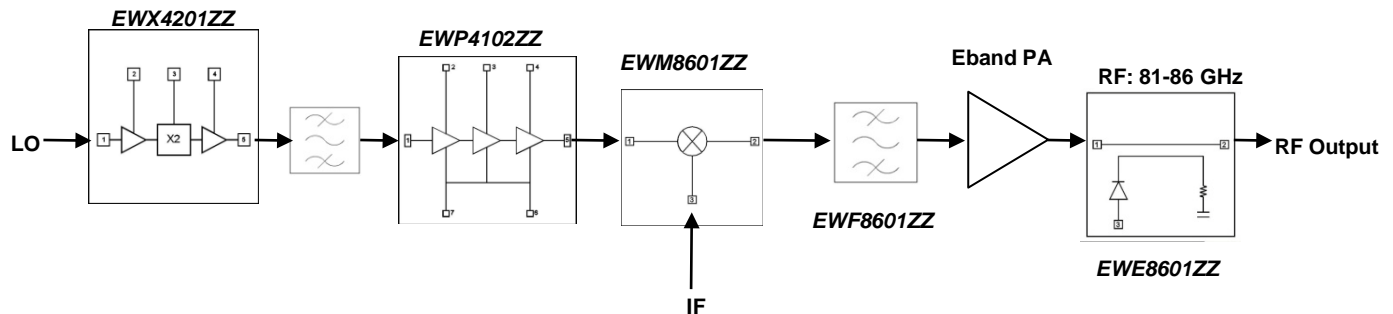 EWX4201ZZ
EWP4102ZZ
EWM8601ZZ
Eband PA
RF: 81-86 GHz
2 3 4
2 3 4
LO
1
X2
5
1
5
1
2
1
2
RF Output
3
3
7
6
EWF8601ZZ
EWE8601ZZ
IF